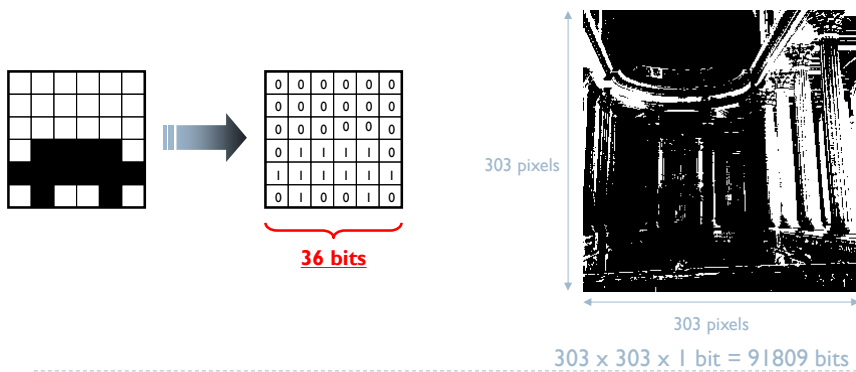 0 0 0 0 0 0
0 0 0 0 0 0
0 0 0 0 0 0
0 1 1 1 1 0
1 1 1 1 1 1
0 1 0 0 1 0
36 bits
303 pixels
303 pixels
303 x 303 x 1 bit = 91809 bits